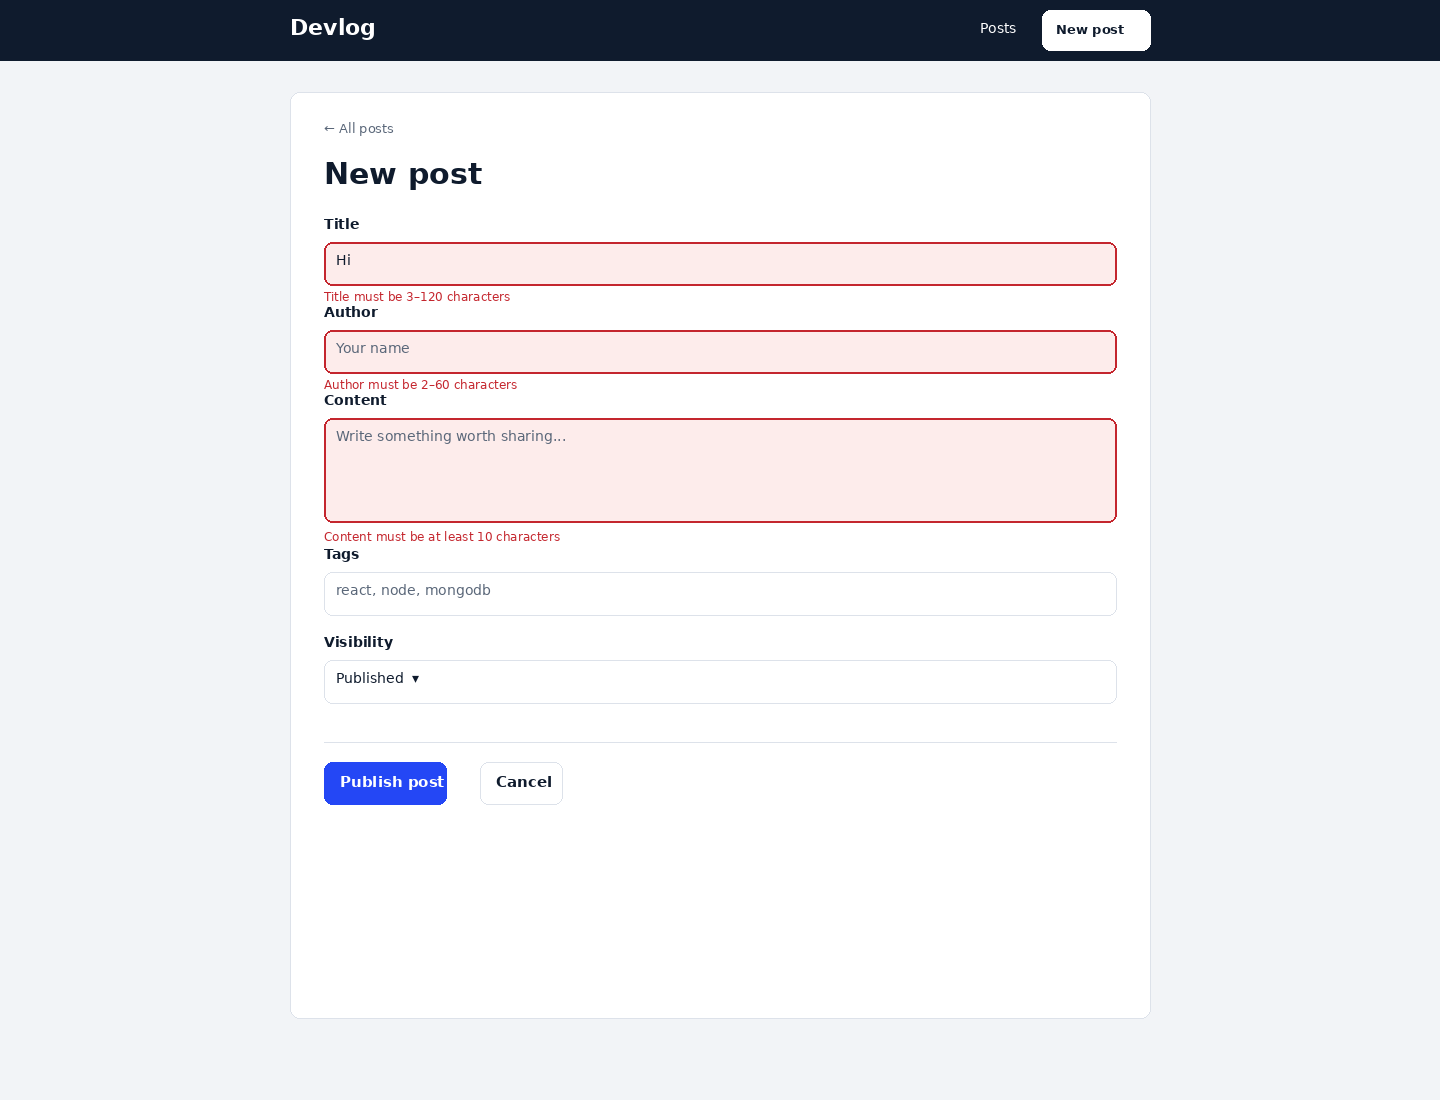 Devlog
Posts
New post
← All posts
New post
Title
Hi
Title must be 3–120 characters
Author
Your name
Author must be 2–60 characters
Content
Write something worth sharing...
Content must be at least 10 characters
Tags
react, node, mongodb
Visibility
Published ▾
Publish post
Cancel